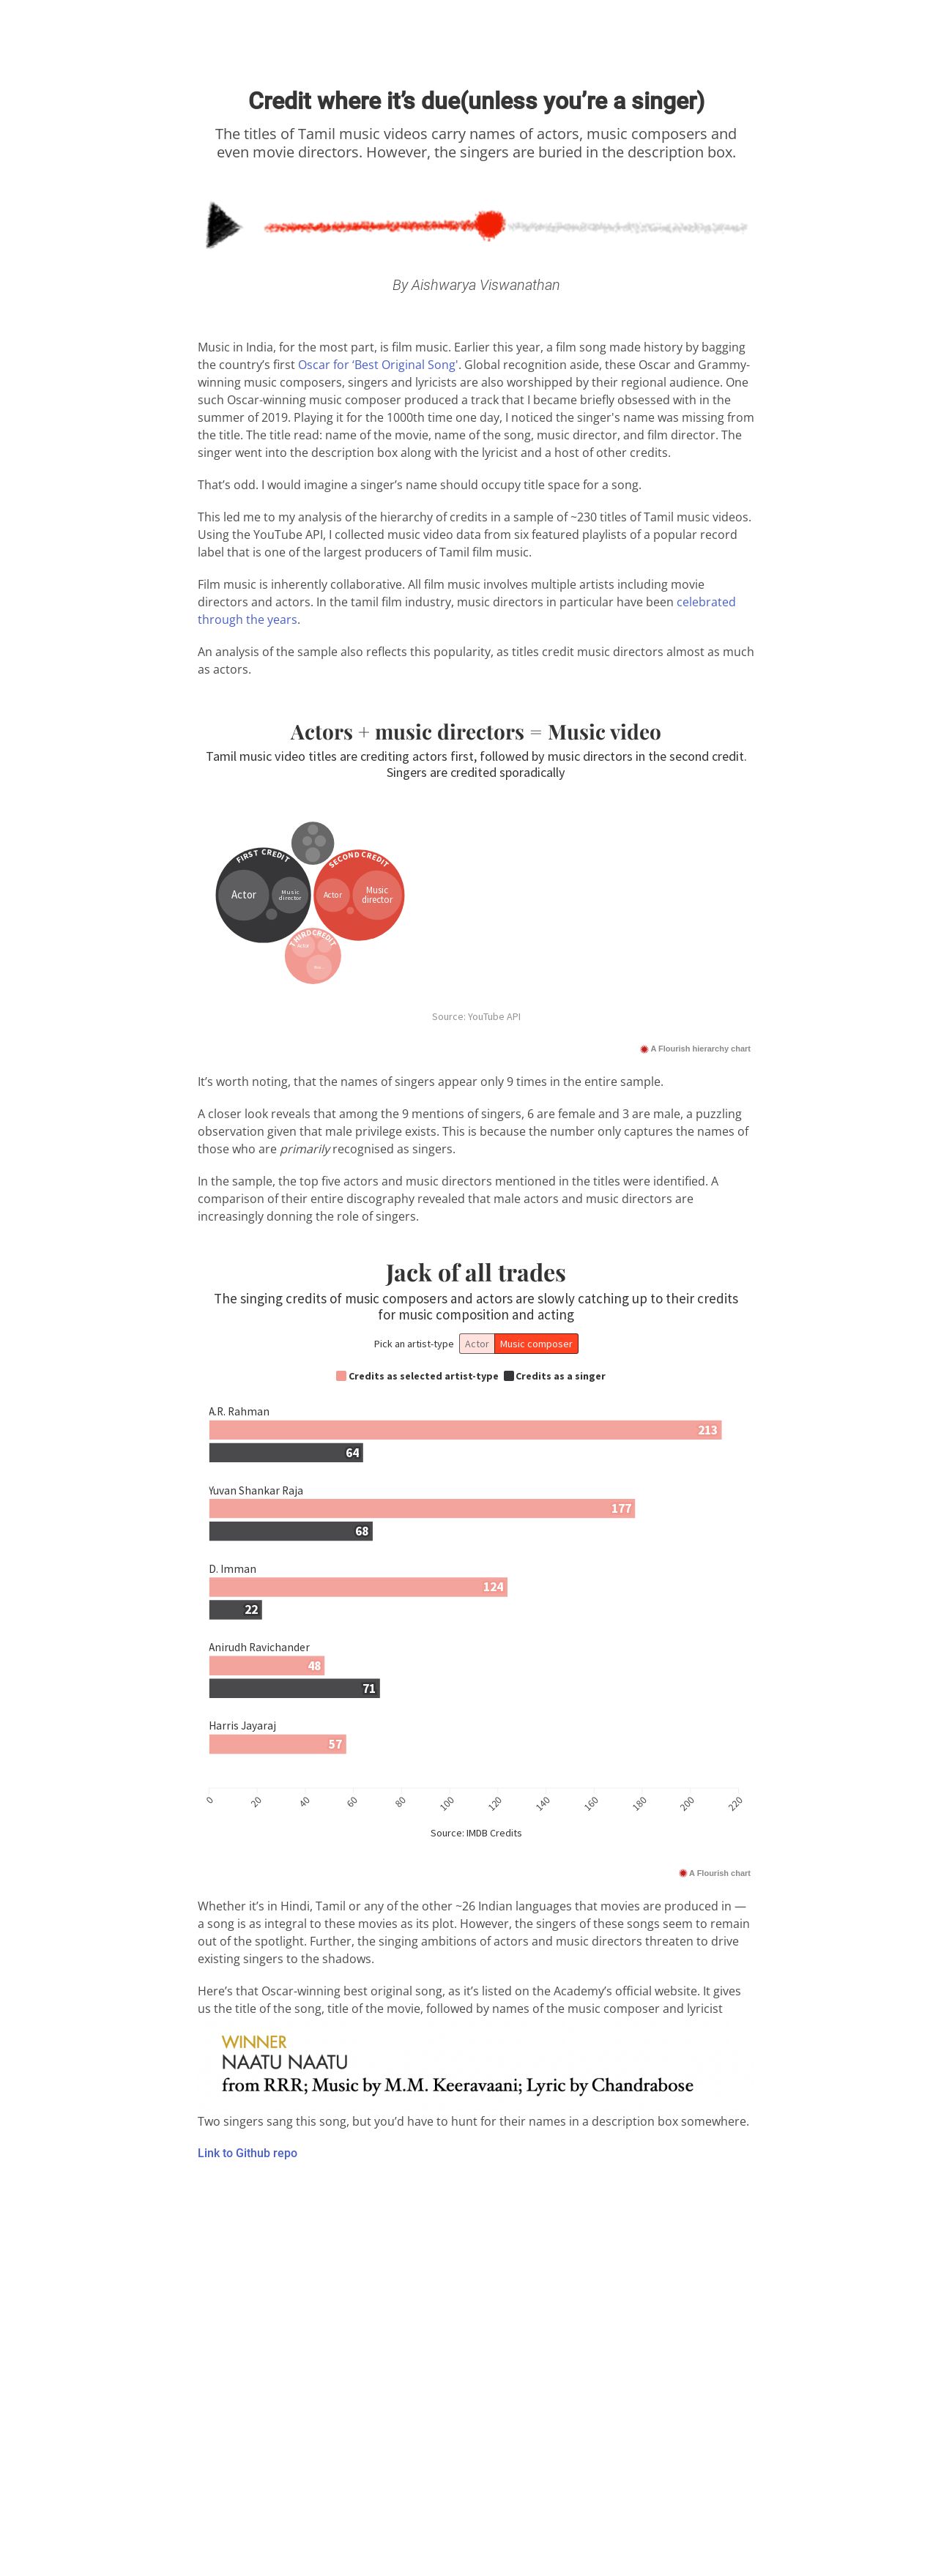 Credit where it’s due(unless you’re a singer)
The titles of Tamil music videos carry names of actors, music composers and
even movie directors. However, the singers are buried in the description box.
By Aishwarya Viswanathan
Music in India, for the most part, is film music. Earlier this year, a film song made history by bagging
the country’s first Oscar for ‘Best Original Song'. Global recognition aside, these Oscar and Grammy-
winning music composers, singers and lyricists are also worshipped by their regional audience. One
such Oscar-winning music composer produced a track that I became briefly obsessed with in the
summer of 2019. Playing it for the 1000th time one day, I noticed the singer's name was missing from
the title. The title read: name of the movie, name of the song, music director, and film director. The
singer went into the description box along with the lyricist and a host of other credits.
That’s odd. I would imagine a singer’s name should occupy title space for a song.
This led me to my analysis of the hierarchy of credits in a sample of ~230 titles of Tamil music videos.
Using the YouTube API, I collected music video data from six featured playlists of a popular record
label that is one of the largest producers of Tamil film music.
Film music is inherently collaborative. All film music involves multiple artists including movie
directors and actors. In the tamil film industry, music directors in particular have been celebrated
through the years.
An analysis of the sample also reflects this popularity, as titles credit music directors almost as much
as actors.
Actors + music directors = Music video
Tamil music video titles are crediting actors first, followed by music directors in the second credit.
Singers are credited sporadically
FIRST CREDIT
SECOND CREDIT
Actor
Music
director
Actor
Music
director
THIRD CREDIT
Source: YouTube API
A Flourish hierarchy chart
It’s worth noting, that the names of singers appear only 9 times in the entire sample.
A closer look reveals that among the 9 mentions of singers, 6 are female and 3 are male, a puzzling
observation given that male privilege exists. This is because the number only captures the names of
those who are primarily recognised as singers.
In the sample, the top five actors and music directors mentioned in the titles were identified. A
comparison of their entire discography revealed that male actors and music directors are
increasingly donning the role of singers.
Jack of all trades
The singing credits of music composers and actors are slowly catching up to their credits
for music composition and acting
Pick an artist-type Actor Music composer
Credits as selected artist-type Credits as a singer
A.R. Rahman
213
64
Yuvan Shankar Raja
177
68
D. Imman
124
22
Anirudh Ravichander
48
71
Harris Jayaraj
57
0 20 40 60 80 100 120 140 160 180 200 220
Source: IMDB Credits
A Flourish chart
Whether it’s in Hindi, Tamil or any of the other ~26 Indian languages that movies are produced in —
a song is as integral to these movies as its plot. However, the singers of these songs seem to remain
out of the spotlight. Further, the singing ambitions of actors and music directors threaten to drive
existing singers to the shadows.
Here’s that Oscar-winning best original song, as it’s listed on the Academy’s official website. It gives
us the title of the song, title of the movie, followed by names of the music composer and lyricist
WINNER
NAATU NAATU
from RRR; Music by M.M. Keeravaani; Lyric by Chandrabose
Two singers sang this song, but you’d have to hunt for their names in a description box somewhere.
Link to Github repo